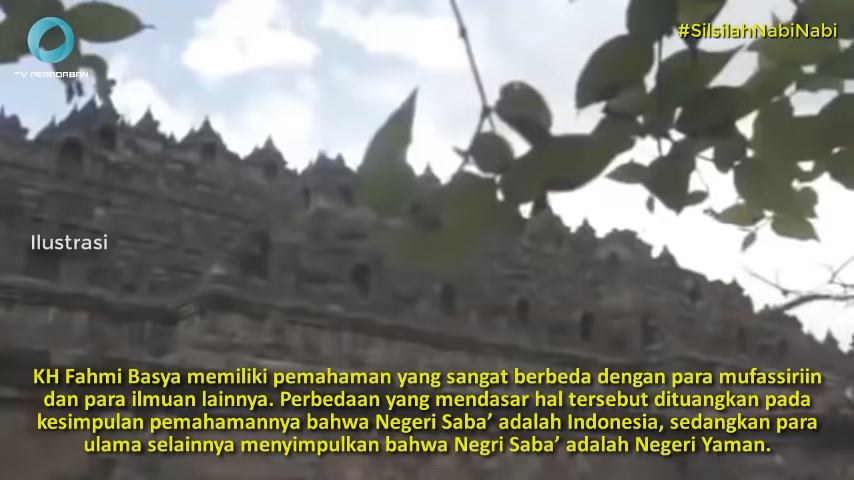 #SilsilahNabiNabi
TV PERADABAN
Ilustrasi
KH Fahmi Basya memiliki pemahaman yang sangat berbeda dengan para mufassiriin
dan para ilmuan lainnya. Perbedaan yang mendasar hal tersebut dituangkan pada
kesimpulan pemahamannya bahwa Negeri Saba’ adalah Indonesia, sedangkan para
ulama selainnya menyimpulkan bahwa Negri Saba’ adalah Negeri Yaman.